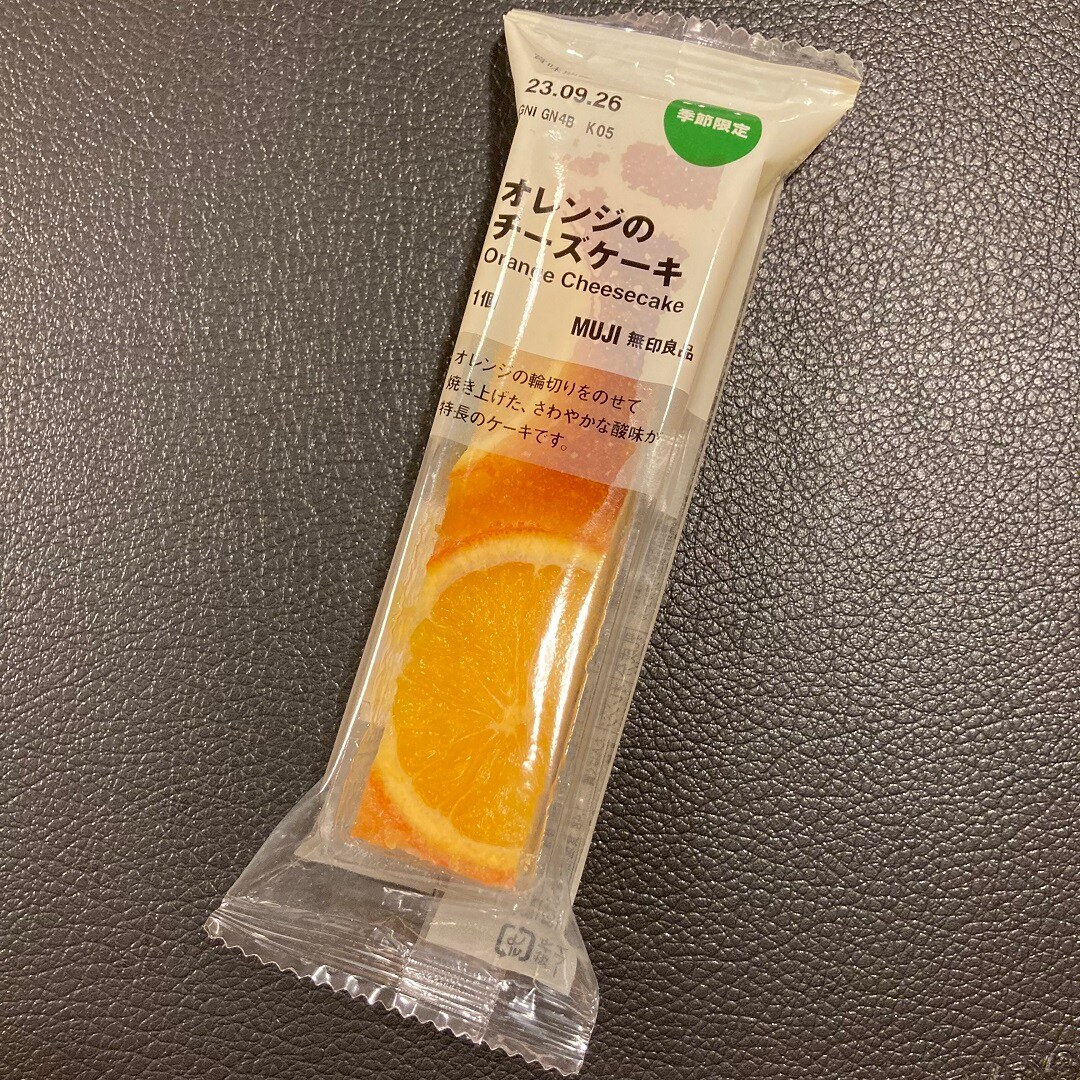 23.09.26
GNI GN4B K05
季節限定
オレンジの
チーズケーキ
Orange Cheesecake
1個
MUJI 無印良品
オレンジの輪切りをのせて
焼き上げた、さわやかな酸味が
特長のケーキです。
プラ